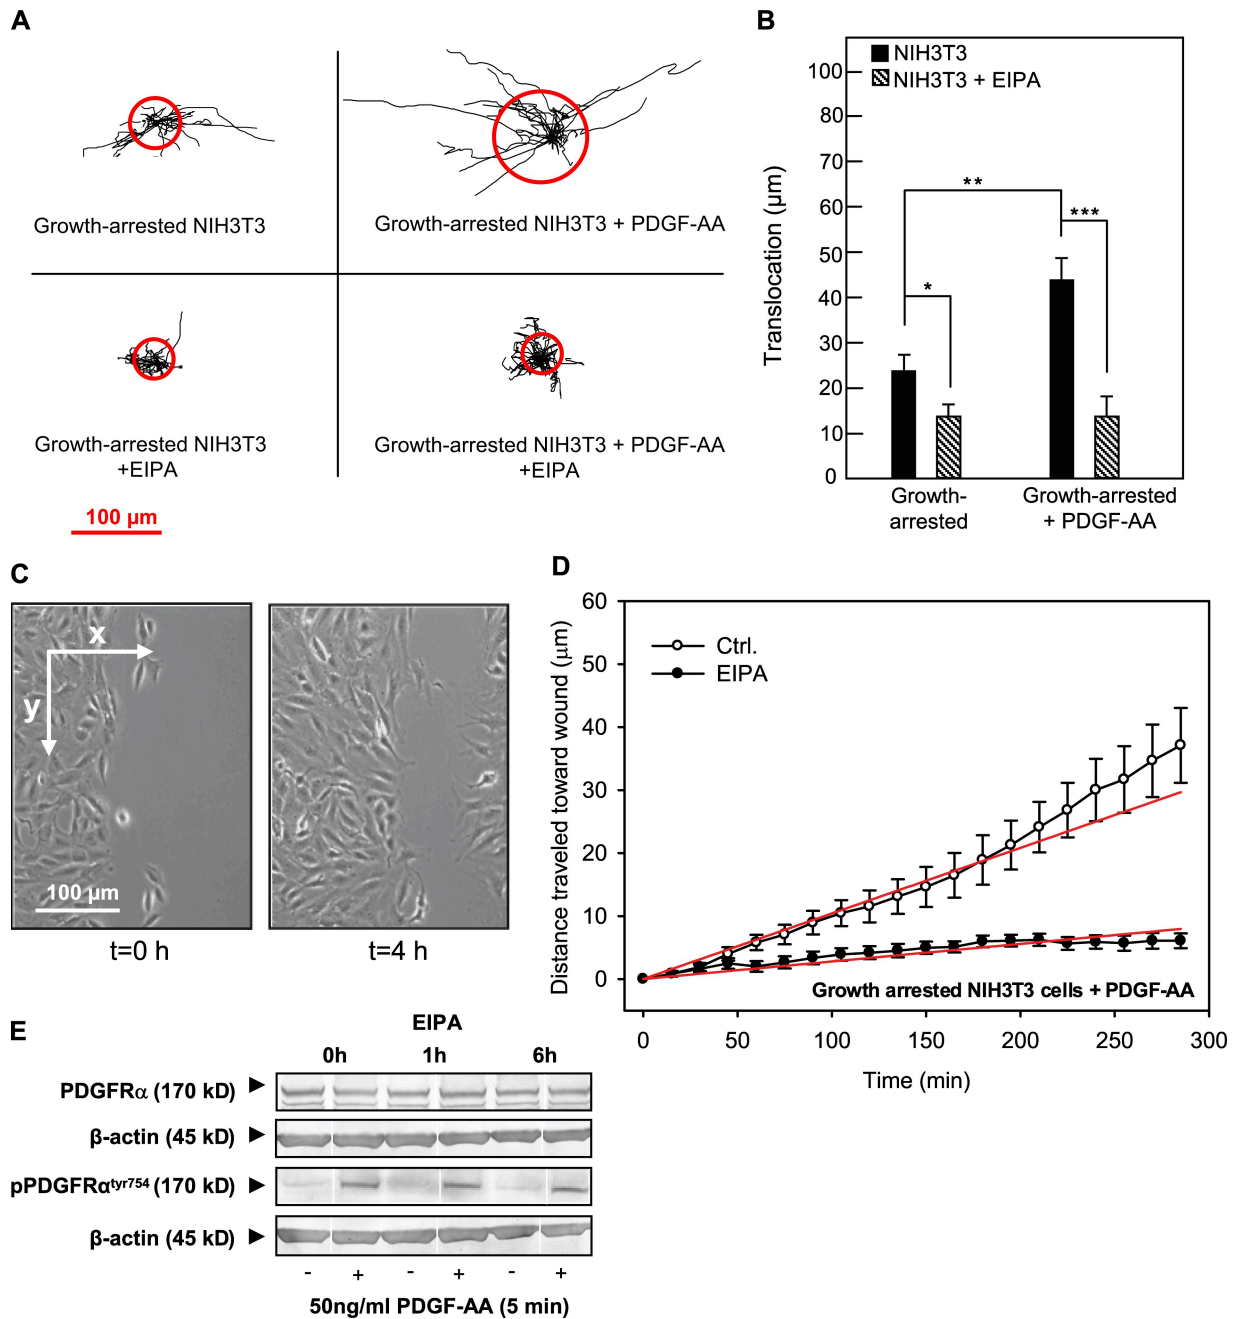 A
Growth-arrested NIH3T3
Growth-arrested NIH3T3 + PDGF-AA
Growth-arrested NIH3T3
+EIPA
Growth-arrested NIH3T3 + PDGF-AA
+EIPA
100 µm
B
NIH3T3
NIH3T3 + EIPA
Translocation (µm)
100
80
80
70
60
50
40
30
20
10
0
**
***
*
Growth-
arrested
Growth-arrested
+ PDGF-AA
C
x
y
100 µm
t=0 h
t=4 h
D
Distance traveled toward wound (µm)
60
50
40
30
20
10
0
Ctrl.
EIPA
Growth arrested NIH3T3 cells + PDGF-AA
0 50 100 150 200 250 300
Time (min)
E
EIPA
0h 1h 6h
PDGFRα (170 kD)
β-actin (45 kD)
pPDGFRαtyr754 (170 kD)
β-actin (45 kD)
- + - + - +
50ng/ml PDGF-AA (5 min)